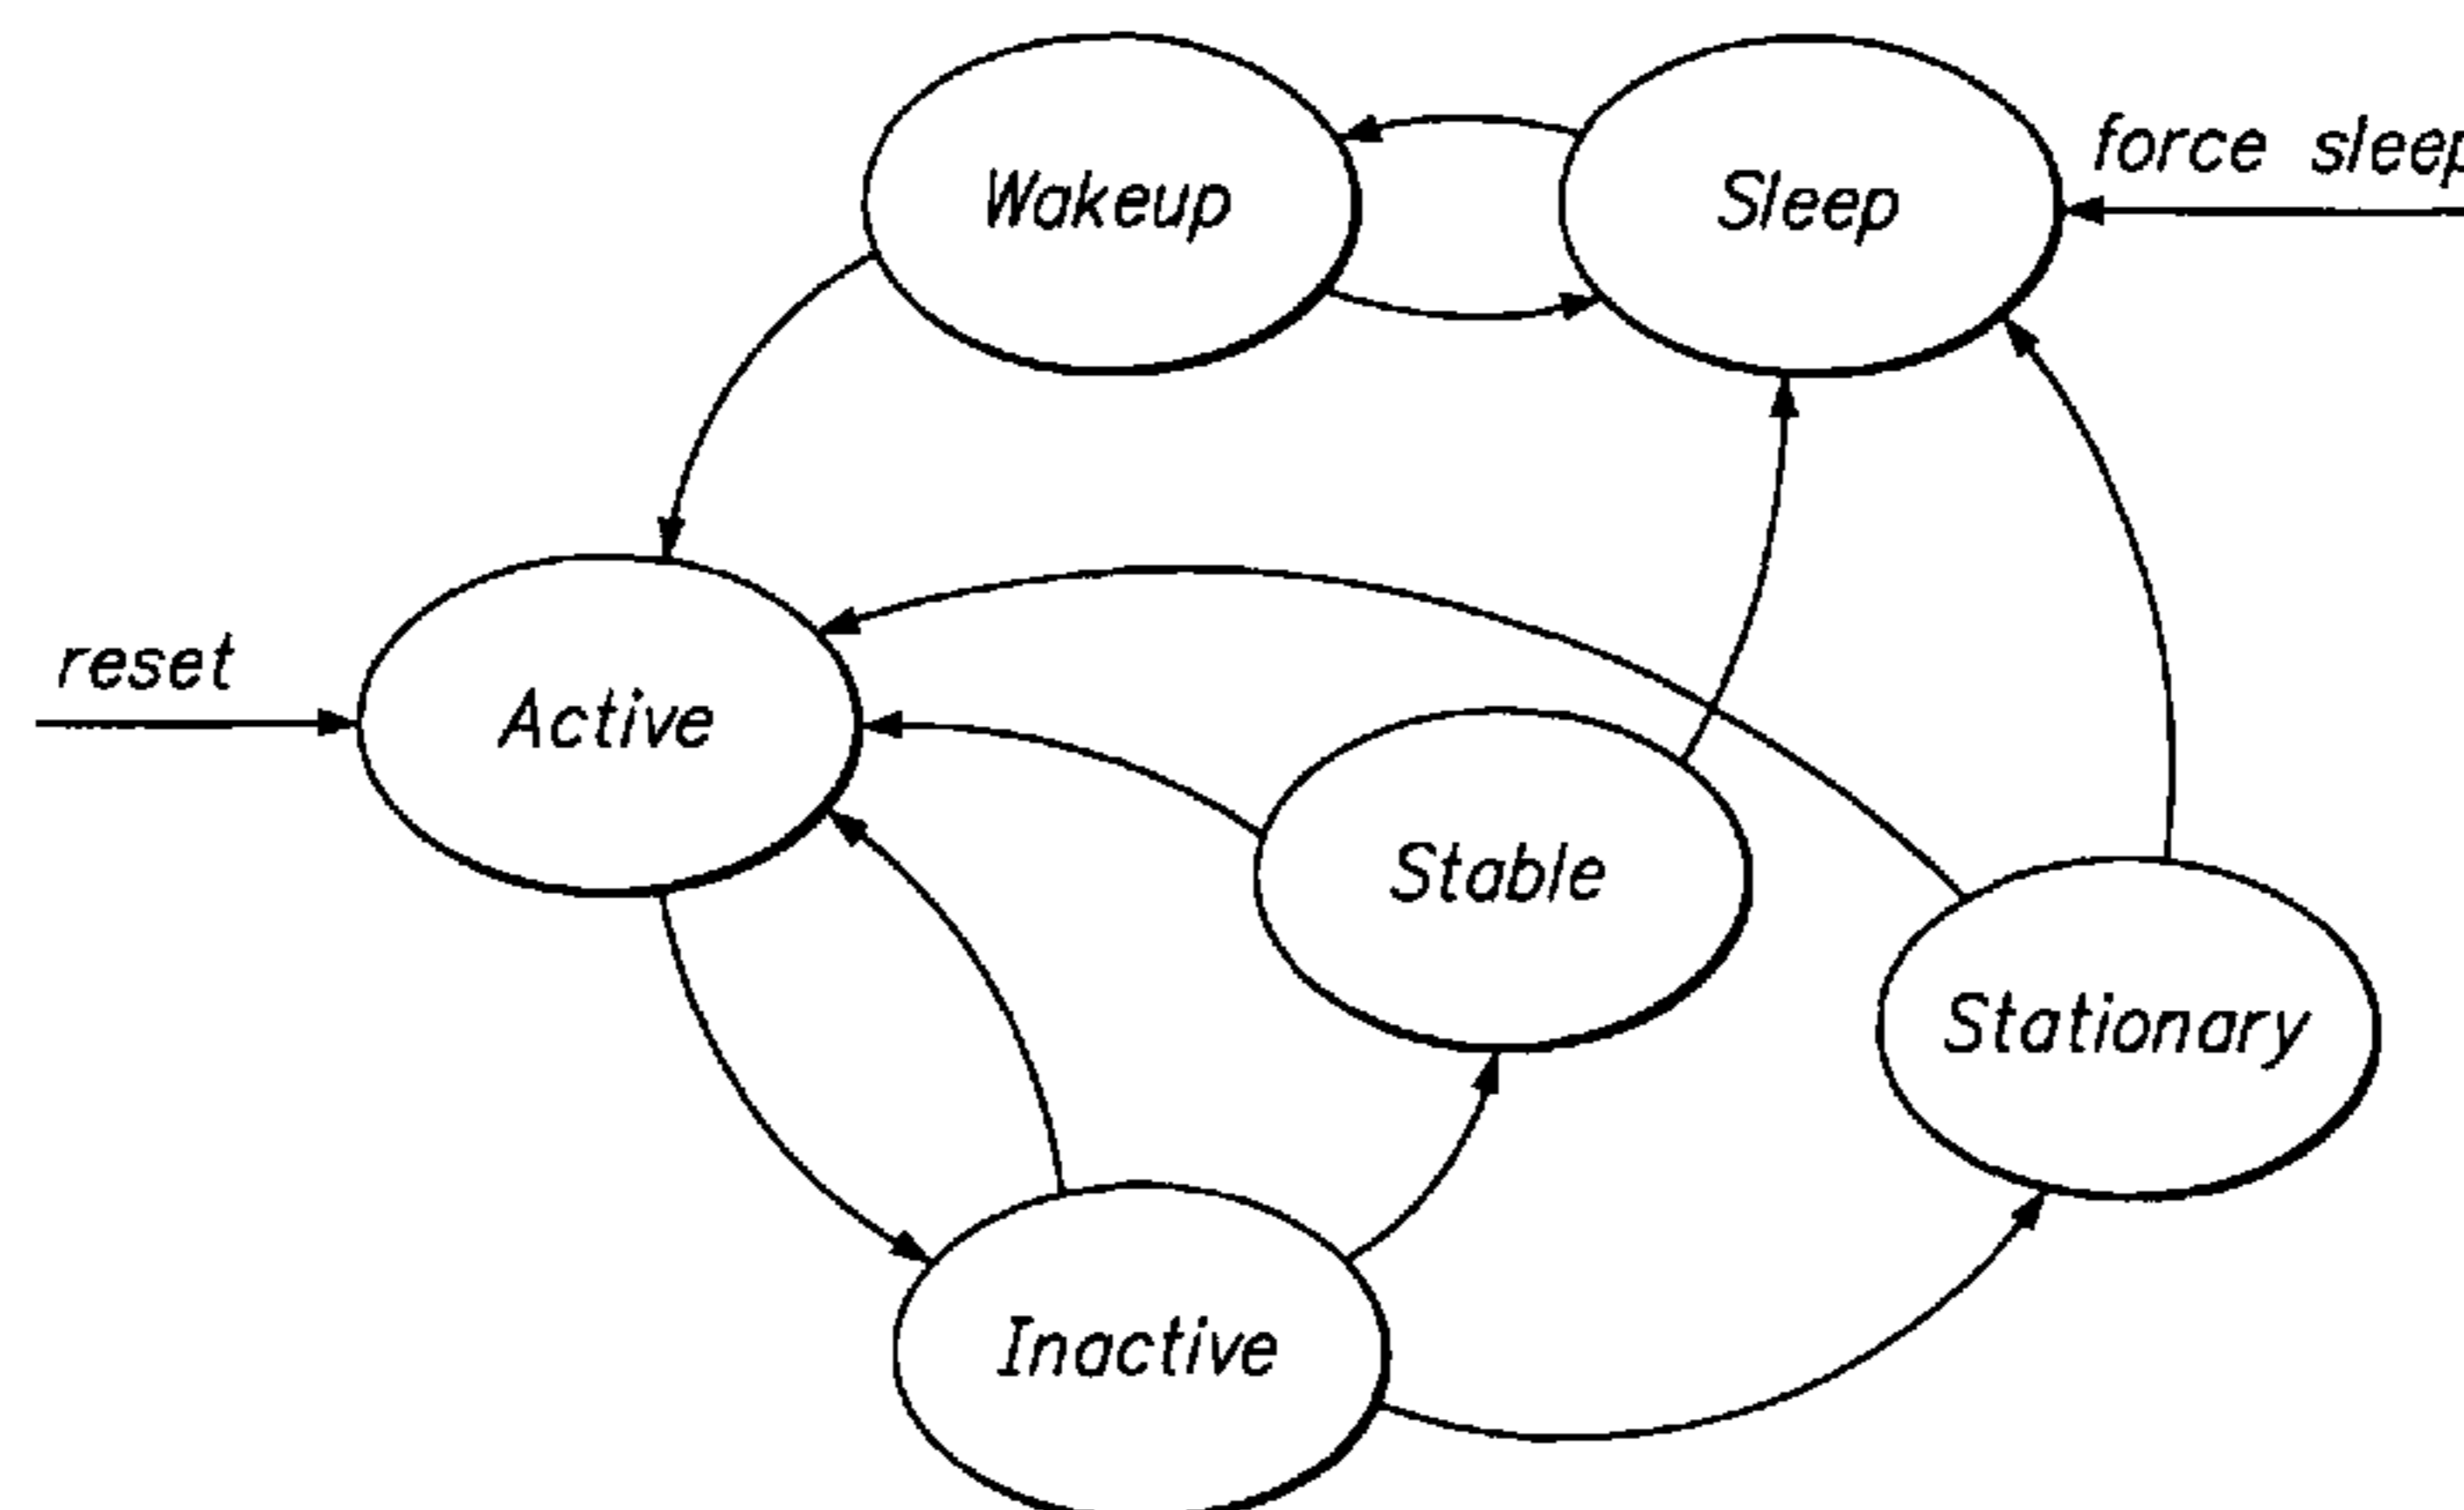 Wakeup
Sleep
force sleep
reset
Active
Stable
Stationary
Inactive